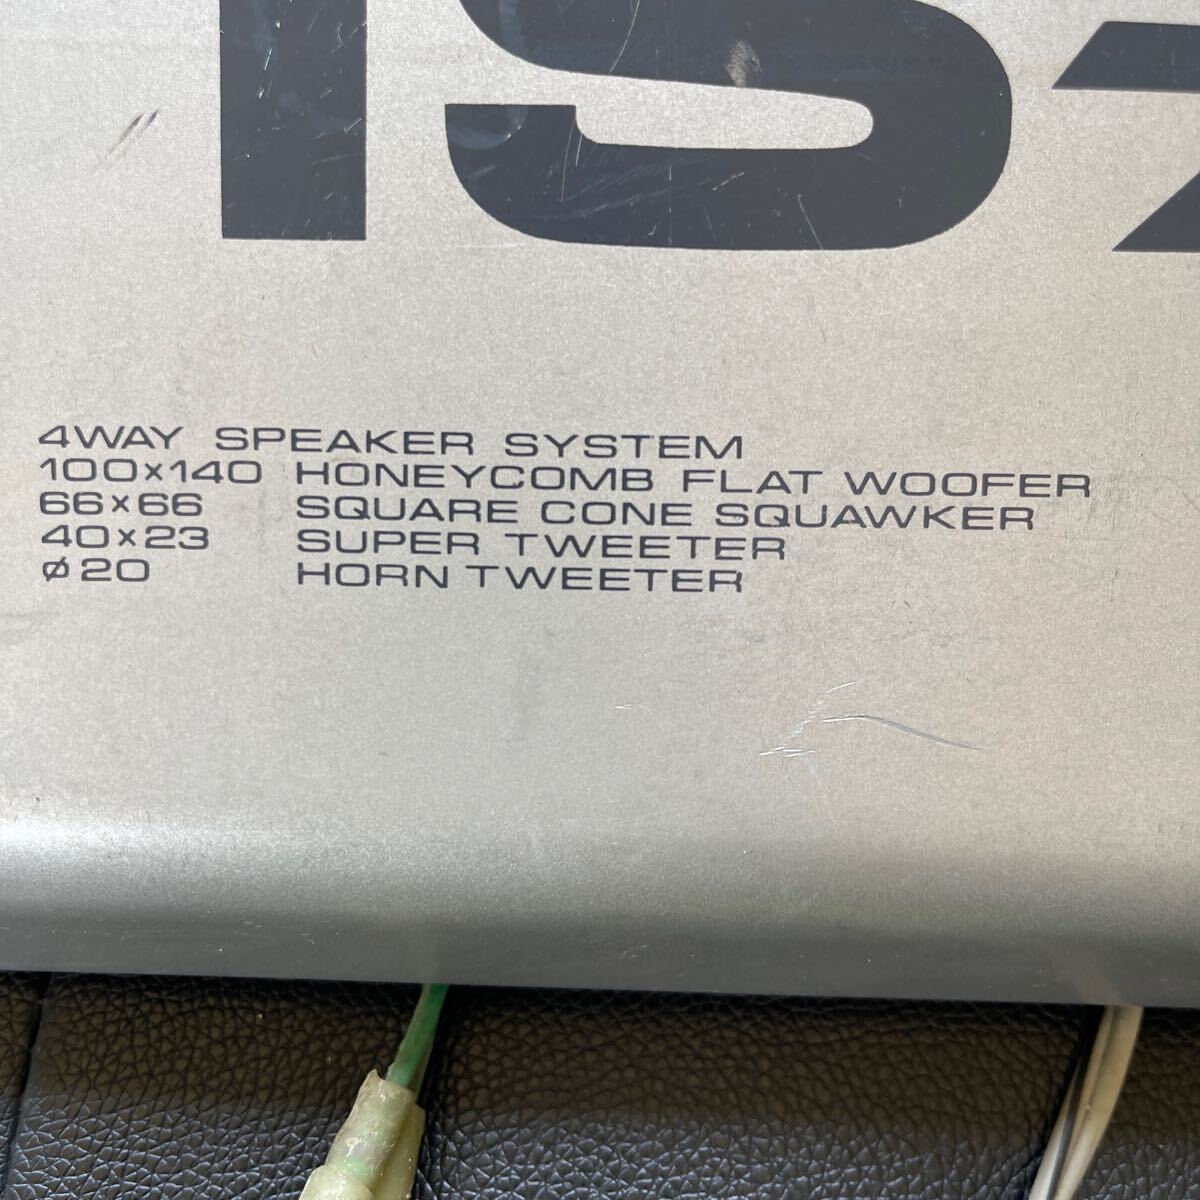 4WAY SPEAKER SYSTEM
100×140 HONEYCOMB FLAT WOOFER
66×66 SQUARE CONE SQUAWKER
40×23 SUPER TWEETER
ø20 HORN TWEETER